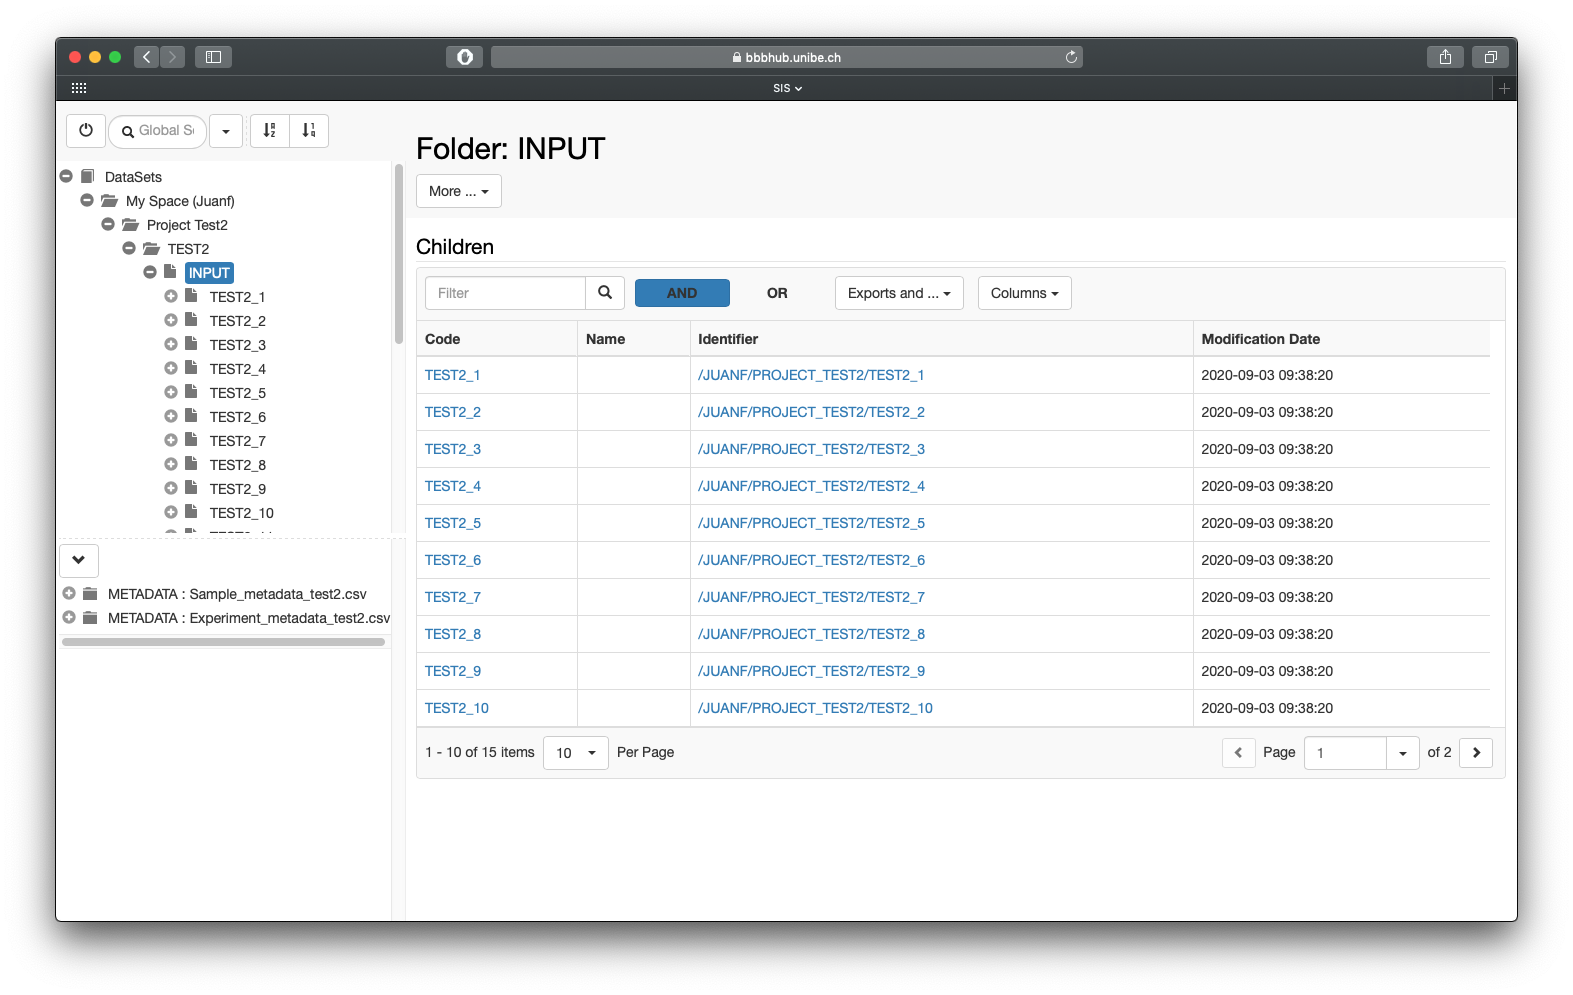 bbbhub.unibe.ch
SIS
Global S
DataSets
My Space (Juanf)
Project Test2
TEST2
INPUT
TEST2_1
TEST2_2
TEST2_3
TEST2_4
TEST2_5
TEST2_6
TEST2_7
TEST2_8
TEST2_9
TEST2_10
METADATA : Sample_metadata_test2.csv
METADATA : Experiment_metadata_test2.csv
Folder: INPUT
More ...
Children
Filter AND OR Exports and ... Columns
Code Name Identifier Modification Date
TEST2_1 /JUANF/PROJECT_TEST2/TEST2_1 2020-09-03 09:38:20
TEST2_2 /JUANF/PROJECT_TEST2/TEST2_2 2020-09-03 09:38:20
TEST2_3 /JUANF/PROJECT_TEST2/TEST2_3 2020-09-03 09:38:20
TEST2_4 /JUANF/PROJECT_TEST2/TEST2_4 2020-09-03 09:38:20
TEST2_5 /JUANF/PROJECT_TEST2/TEST2_5 2020-09-03 09:38:20
TEST2_6 /JUANF/PROJECT_TEST2/TEST2_6 2020-09-03 09:38:20
TEST2_7 /JUANF/PROJECT_TEST2/TEST2_7 2020-09-03 09:38:20
TEST2_8 /JUANF/PROJECT_TEST2/TEST2_8 2020-09-03 09:38:20
TEST2_9 /JUANF/PROJECT_TEST2/TEST2_9 2020-09-03 09:38:20
TEST2_10 /JUANF/PROJECT_TEST2/TEST2_10 2020-09-03 09:38:20
1 - 10 of 15 items 10 Per Page Page 1 of 2